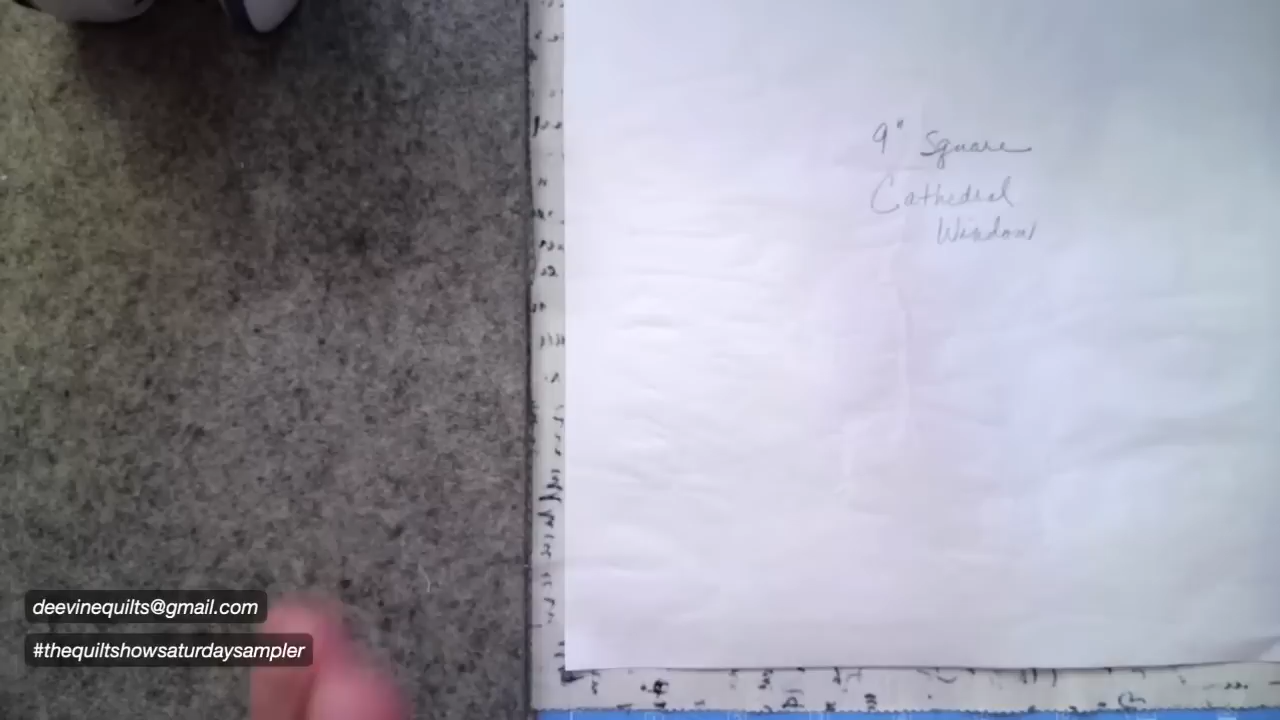 9" Square
Cathedral
Window
deevinequilts@gmail.com
#thequiltshowsaturdaysampler